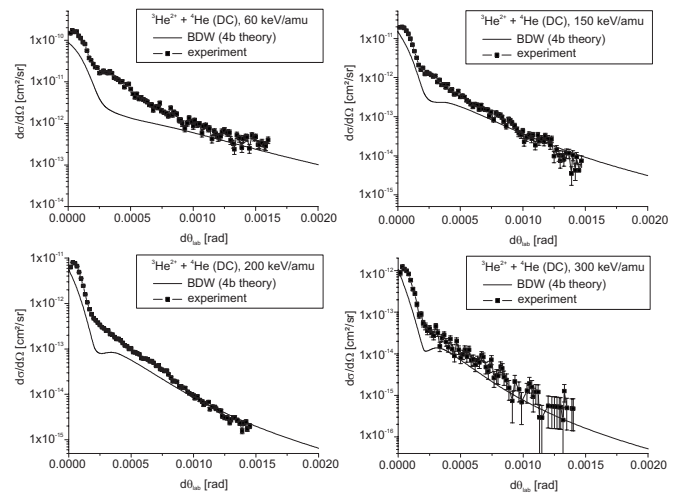 ³He²⁺ + ⁴He (DC), 60 keV/amu
BDW (4b theory)
experiment
dσ/dΩ [cm²/sr]
1x10⁻¹⁰
1x10⁻¹¹
1x10⁻¹²
1x10⁻¹³
1x10⁻¹⁴
0.0000 0.0005 0.0010 0.0015 0.0020
dθlab [rad]
³He²⁺ + ⁴He (DC), 150 keV/amu
BDW (4b theory)
experiment
dσ/dΩ [cm²/sr]
1x10⁻¹¹
1x10⁻¹²
1x10⁻¹³
1x10⁻¹⁴
1x10⁻¹⁵
0.0000 0.0005 0.0010 0.0015 0.0020
dθlab [rad]
³He²⁺ + ⁴He (DC), 200 keV/amu
BDW (4b theory)
experiment
dσ/dΩ [cm²/sr]
1x10⁻¹¹
1x10⁻¹²
1x10⁻¹³
1x10⁻¹⁴
1x10⁻¹⁵
0.0000 0.0005 0.0010 0.0015 0.0020
dθlab [rad]
³He²⁺ + ⁴He (DC), 300 keV/amu
BDW (4b theory)
experiment
dσ/dΩ [cm²/sr]
1x10⁻¹²
1x10⁻¹³
1x10⁻¹⁴
1x10⁻¹⁵
1x10⁻¹⁶
0.0000 0.0005 0.0010 0.0015 0.0020
dθlab [rad]